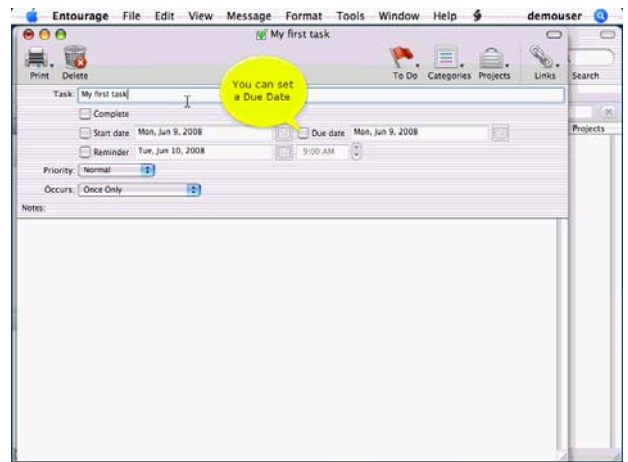 Entourage File Edit View Message Format Tools Window Help demouser
My first task
Print Delete To Do Categories Projects Links Search
You can set
a Due Date
Task: My first task
Complete
Start date Mon, Jun 9, 2008 Due date Mon, Jun 9, 2008
Projects
Reminder Tue, Jun 10, 2008 9:00 AM
Priority: Normal
Occurs: Once Only
Notes: